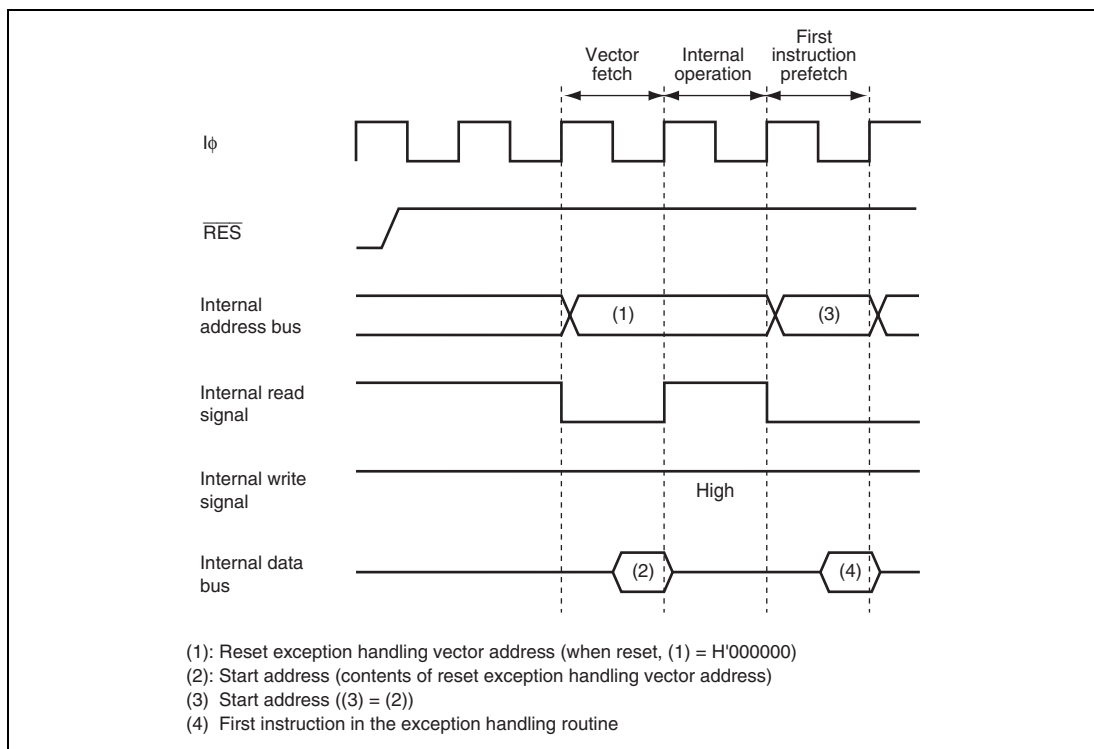 Vector
fetch
Internal
operation
First
instruction
prefetch
Iϕ
RES
Internal
address bus
(1)
(3)
Internal read
signal
Internal write
signal
High
Internal data
bus
(2)
(4)
(1): Reset exception handling vector address (when reset, (1) = H'000000)
(2): Start address (contents of reset exception handling vector address)
(3) Start address ((3) = (2))
(4) First instruction in the exception handling routine